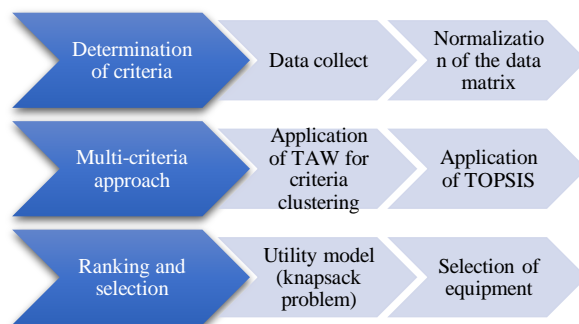 Determination
of criteria
Data collect
Normalizatio
n of the data
matrix
Multi-criteria
approach
Application
of TAW for
criteria
clustering
Application
of TOPSIS
Ranking and
selection
Utility model
(knapsack
problem)
Selection of
equipment